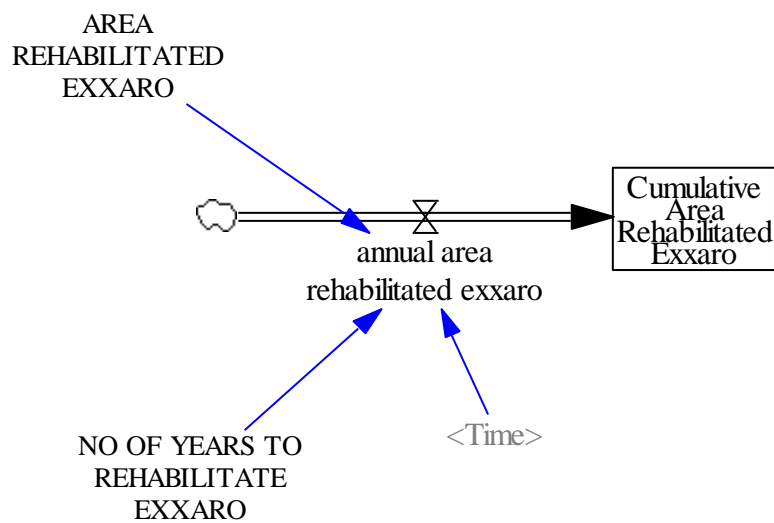 AREA
REHABILITATED
EXXARO
Cumulative
Area
Rehabilitated
Exxaro
annual area
rehabilitated exxaro
NO OF YEARS TO
REHABILITATE
EXXARO
<Time>